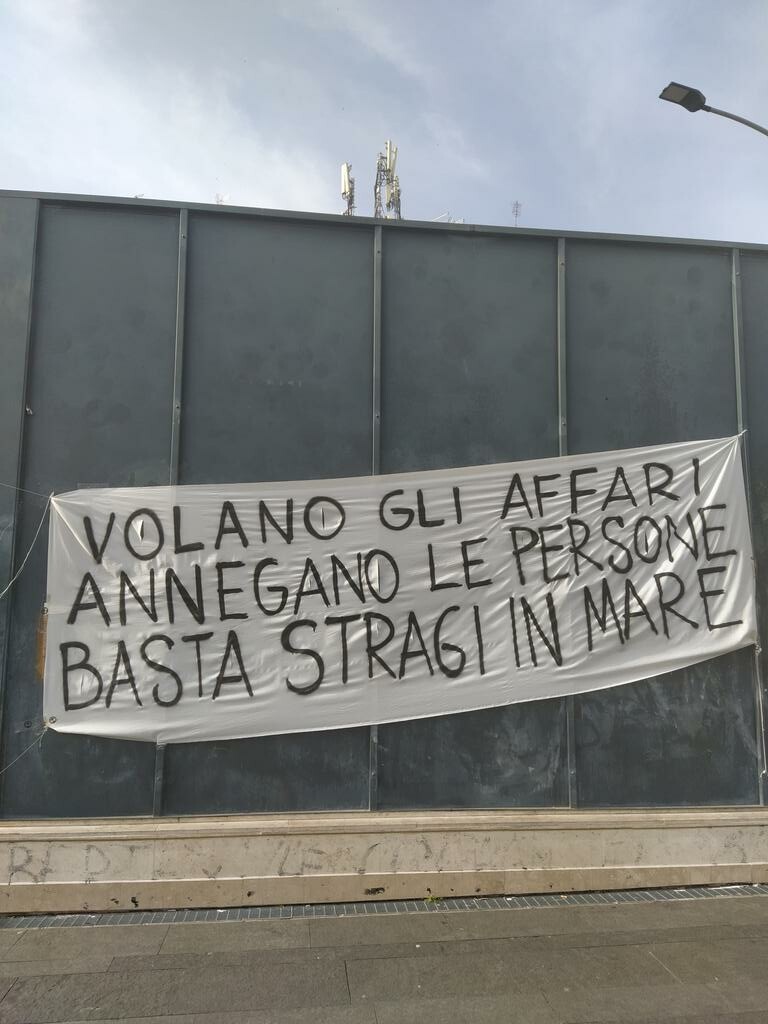 VOLANO GLI AFFARI
ANNEGANO LE PERSONE
BASTA STRAGI IN MARE